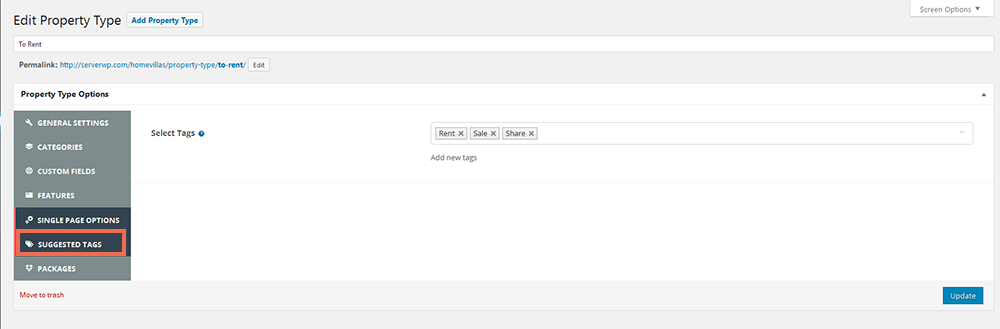 Screen Options
Edit Property Type Add Property Type
To Rent
Permalink: http://serverwp.com/homevillas/property-type/to-rent/ Edit
Property Type Options
GENERAL SETTINGS
CATEGORIES
CUSTOM FIELDS
FEATURES
SINGLE PAGE OPTIONS
SUGGESTED TAGS
PACKAGES
Select Tags
Rent Sale Share
Add new tags
Move to trash
Update